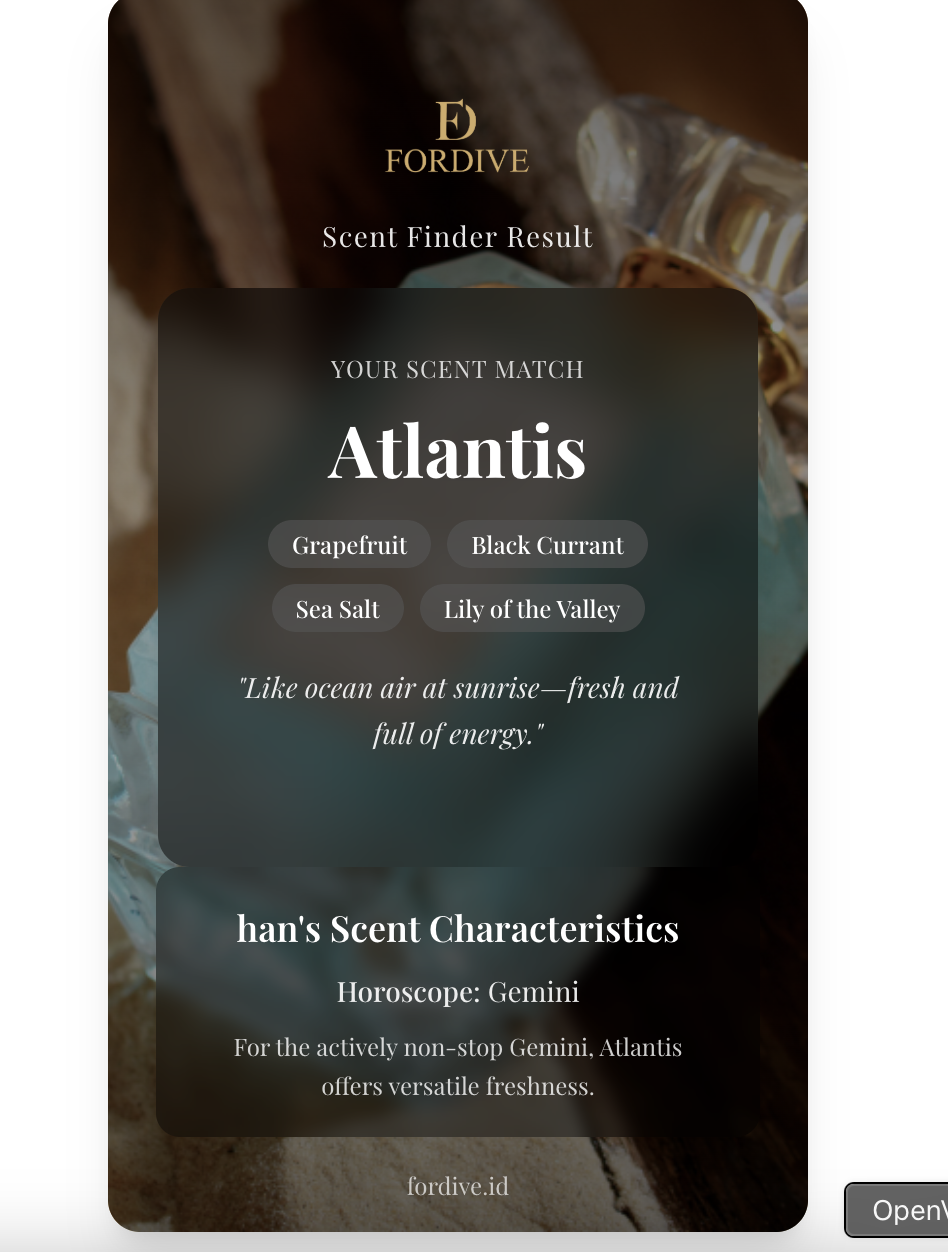 FD
FORDIVE
Scent Finder Result
YOUR SCENT MATCH
Atlantis
Grapefruit Black Currant
Sea Salt Lily of the Valley
"Like ocean air at sunrise—fresh and
full of energy."
han's Scent Characteristics
Horoscope: Gemini
For the actively non-stop Gemini, Atlantis
offers versatile freshness.
fordive.id